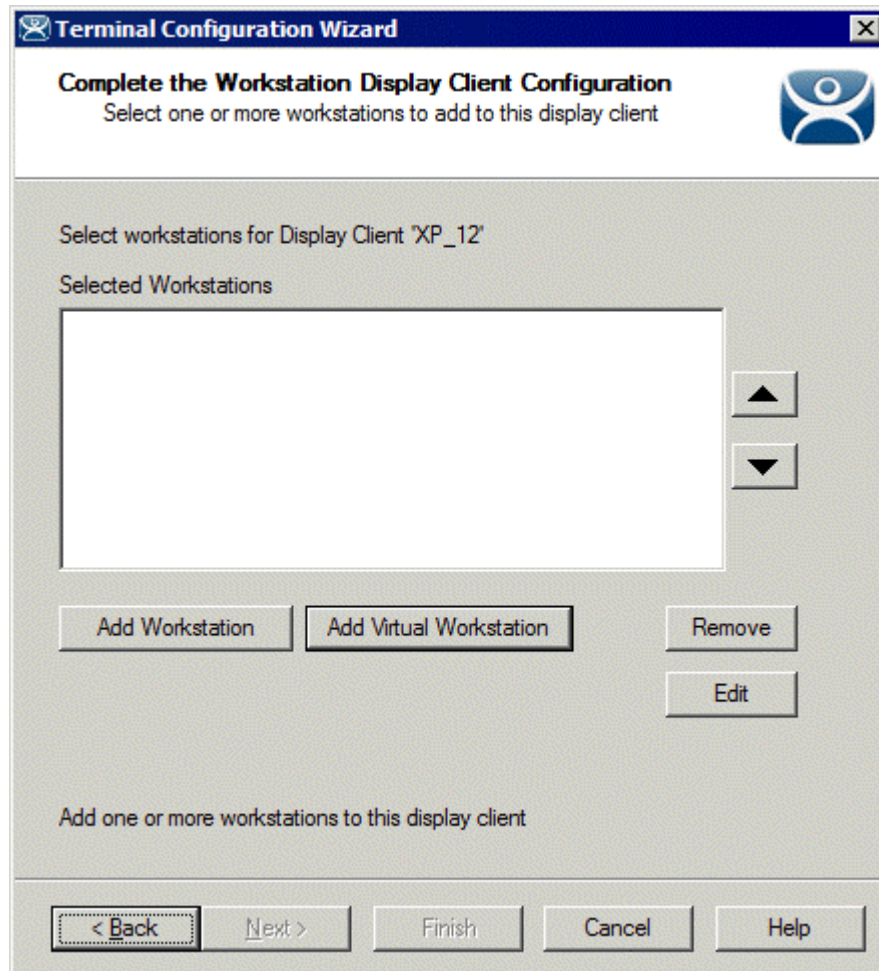 Terminal Configuration Wizard
Complete the Workstation Display Client Configuration
Select one or more workstations to add to this display client
Select workstations for Display Client 'XP_12'
Selected Workstations
Add Workstation
Add Virtual Workstation
Remove
Edit
Add one or more workstations to this display client
< Back
Next >
Finish
Cancel
Help